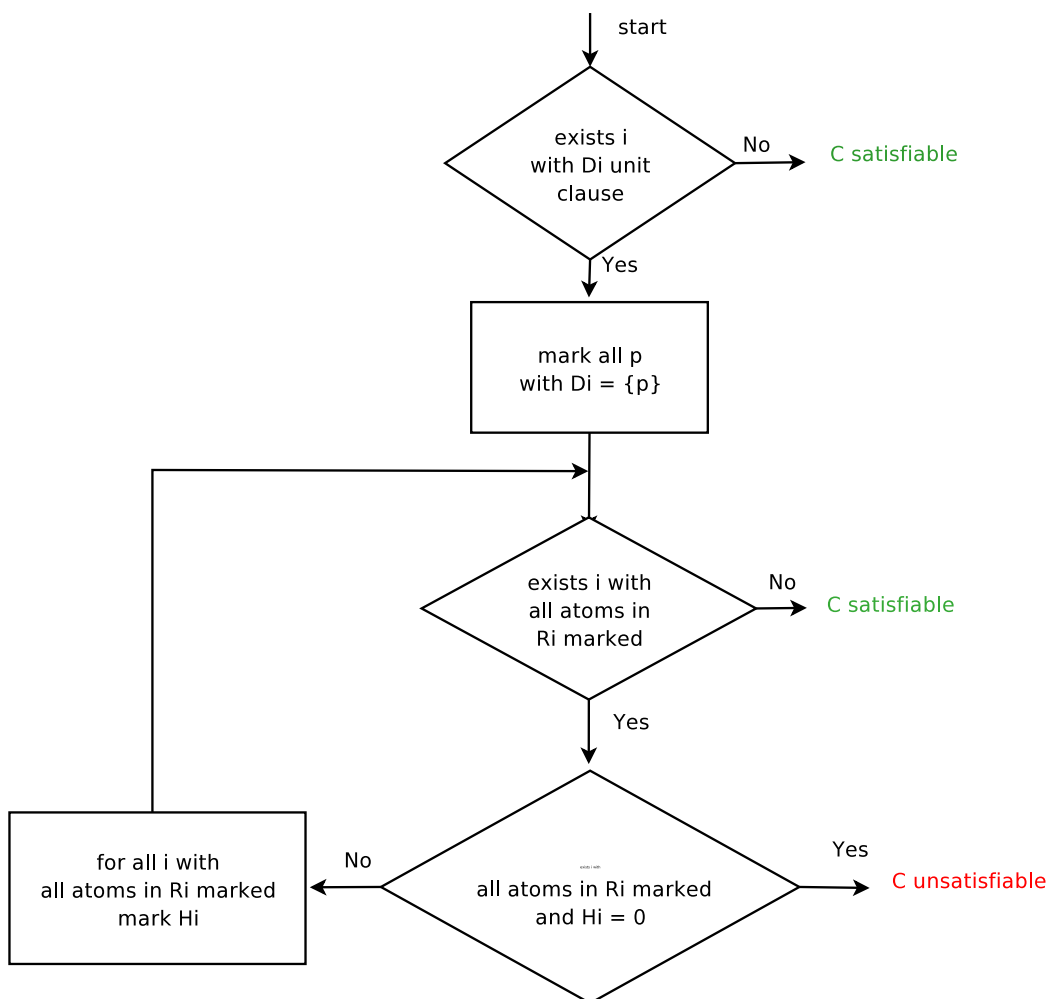 start
exists i
with Di unit
clause
No
C satisfiable
Yes
mark all p
with Di = {p}
exists i with
all atoms in
Ri marked
No
C satisfiable
Yes
exists i with
all atoms in Ri marked
and Hi = 0
Yes
C unsatisfiable
No
for all i with
all atoms in Ri marked
mark Hi